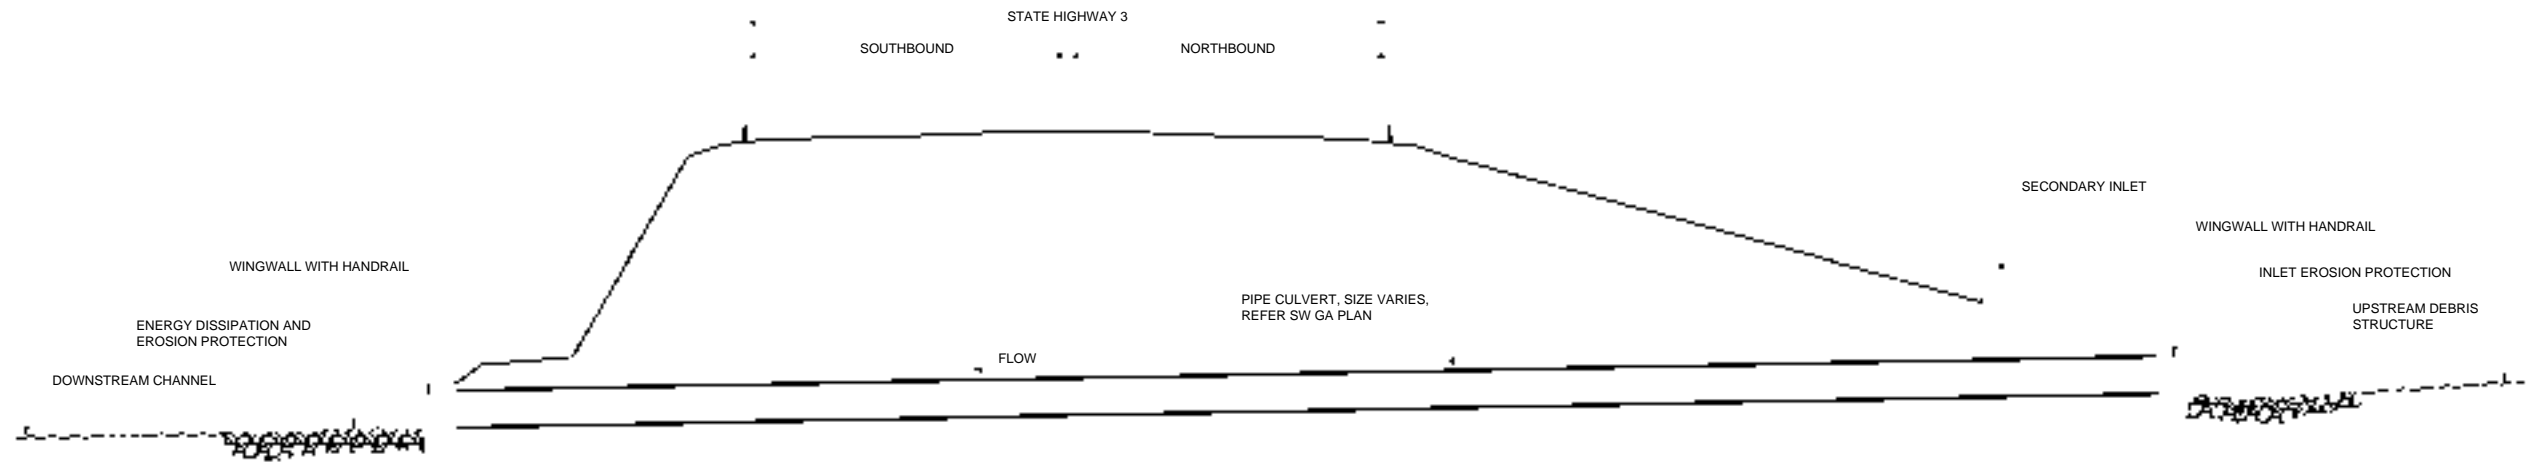 STATE HIGHWAY 3
SOUTHBOUND
NORTHBOUND
SECONDARY INLET
WINGWALL WITH HANDRAIL
WINGWALL WITH HANDRAIL
INLET EROSION PROTECTION
PIPE CULVERT, SIZE VARIES,
REFER SW GA PLAN
UPSTREAM DEBRIS
STRUCTURE
ENERGY DISSIPATION AND
EROSION PROTECTION
FLOW
DOWNSTREAM CHANNEL